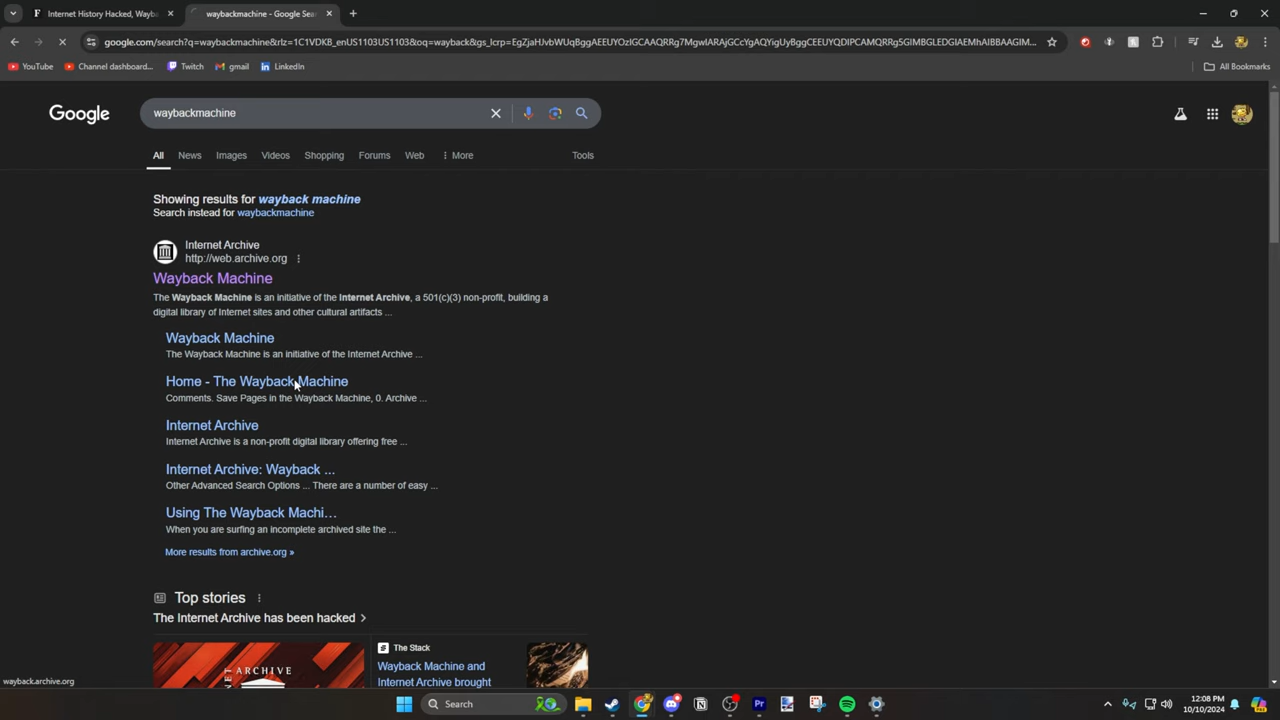 Internet History Hacked, Wayb
waybackmachine - Google Sea
google.com/search?q=waybackmachine&rlz=1C1VDKB_enUS1103US1103&oq=wayback&gs_lcrp=
YouTube
Channel dashboard...
Twitch
gmail
LinkedIn
All Bookmarks
Google
waybackmachine
All
News
Images
Videos
Shopping
Forums
Web
More
Tools
Showing results for wayback machine
Search instead for waybackmachine
Internet Archive
http://web.archive.org
Wayback Machine
The Wayback Machine is an initiative of the Internet Archive, a 501(c)(3) non-profit, building a
digital library of Internet sites and other cultural artifacts ...
Wayback Machine
The Wayback Machine is an initiative of the Internet Archive ...
Home - The Wayback Machine
Comments. Save Pages in the Wayback Machine, 0. Archive ...
Internet Archive
Internet Archive is a non-profit digital library offering free ...
Internet Archive: Wayback ...
Other Advanced Search Options ... There are a number of easy ...
Using The Wayback Machi...
When you are surfing an incomplete archived site the ...
More results from archive.org »
Top stories
The Internet Archive has been hacked
NET ARCHIVE
The Stack
Wayback Machine and
Internet Archive brought
wayback.archive.org
Search
12:08 PM
10/10/2024